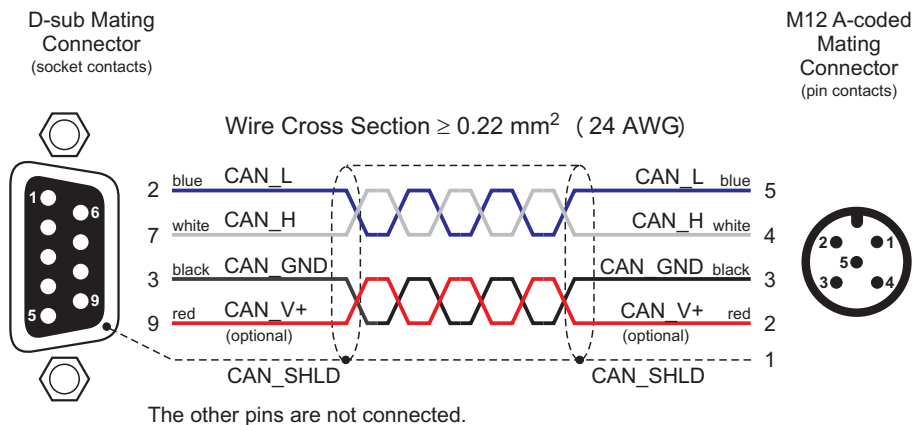 D-sub Mating
Connector
(socket contacts)
M12 A-coded
Mating
Connector
(pin contacts)
Wire Cross Section ≥ 0.22 mm² ( 24 AWG)
2 blue CAN_L CAN_L blue 5
7 white CAN_H CAN_H white 4
3 black CAN_GND CAN_GND black 3
9 red CAN_V+ CAN_V+ red 2
(optional) (optional)
1
CAN_SHLD CAN_SHLD
1
6
5
9
2 1
5
3 4
The other pins are not connected.